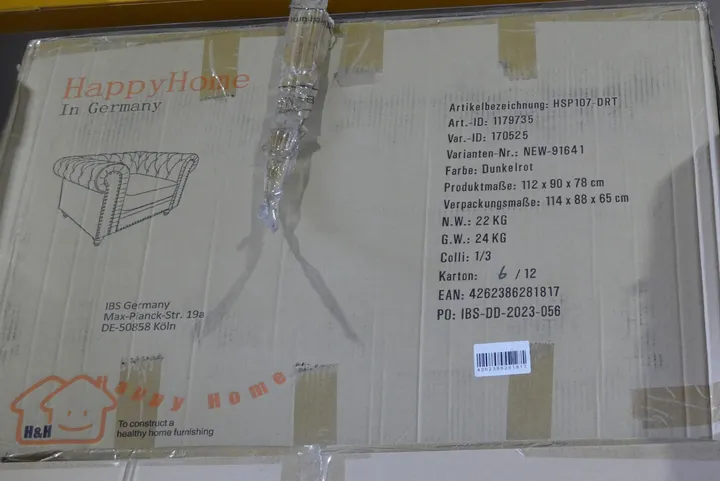 HappyHome
In Germany
Artikelbezeichnung: HSP107-DRT
Art.-ID: 1179735
Var.-ID: 170525
Varianten-Nr.: NEW-91641
Farbe: Dunkelrot
Produktmaße: 112 x 90 x 78 cm
Verpackungsmaße: 114 x 88 x 65 cm
N.W.: 22 KG
G.W.: 24 KG
Colli: 1/3
Karton: 6 / 12
EAN: 4262386281817
PO: IBS-DD-2023-056
IBS Germany
Max-Planck-Str. 19a
DE-50858 Köln
Happy Home
H&H
To construct a
healthy home furnishing